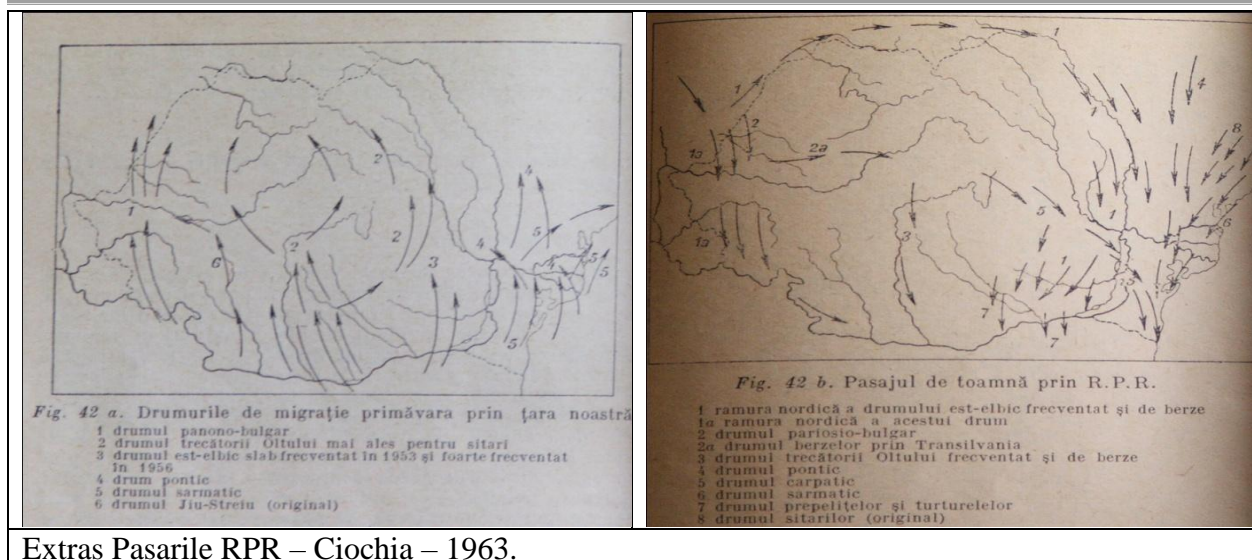 Fig. 42 a. Drumurile de migrație primăvara prin țara noastră
1 drumul panono-bulgar
2 drumul trecătorii Oltului mai ales pentru sitari
3 drumul est-elbic slab frecventat în 1953 și foarte frecventat
în 1956
4 drum pontic
5 drumul sarmatic
6 drumul Jiu-Streiu (original)
Fig. 42 b. Pasajul de toamnă prin R.P.R.
1 ramura nordică a drumului est-elbic frecventat și de berze
1a ramura nordică a acestui drum
2 drumul pariosio-bulgar
2a drumul berzelor prin Transilvania
3 drumul trecătorii Oltului frecventat și de berze
4 drumul pontic
5 drumul carpatic
6 drumul sarmatic
7 drumul prepelițelor și turturelelor
8 drumul sitarilor (original)
Extras Pasarile RPR – Ciochia – 1963.